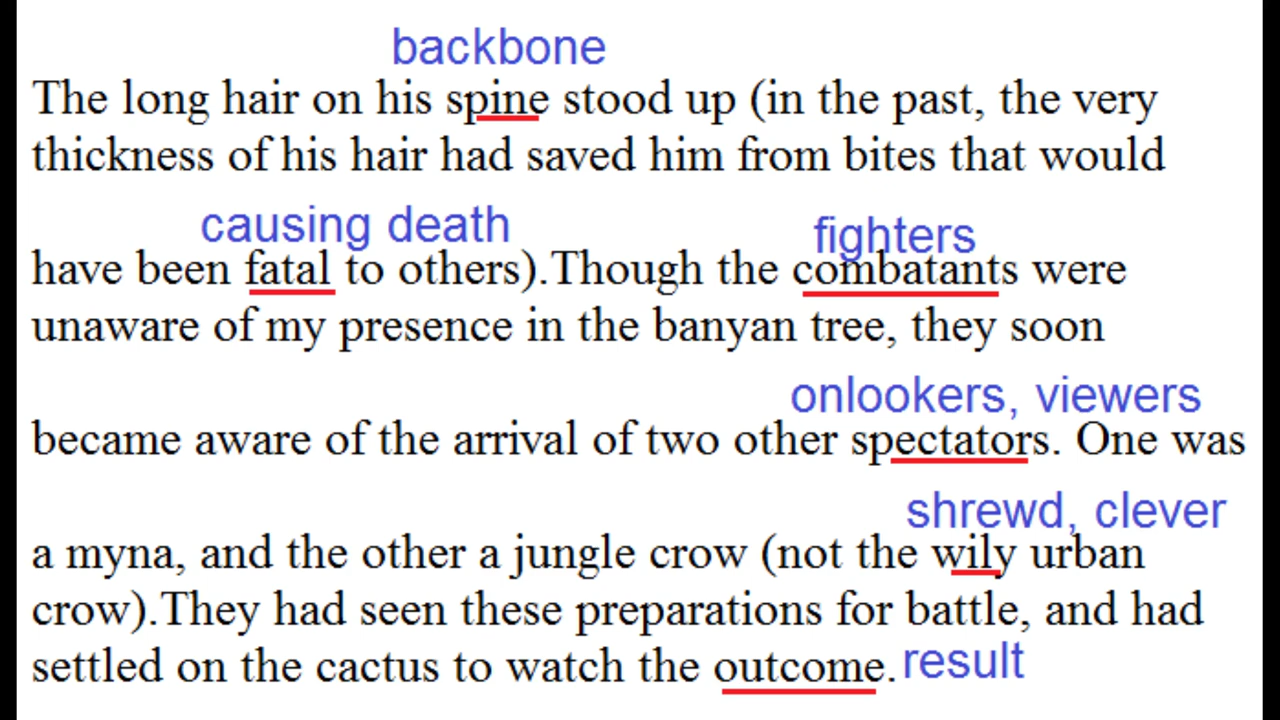 backbone
The long hair on his spine stood up (in the past, the very
thickness of his hair had saved him from bites that would
causing death fighters
have been fatal to others).Though the combatants were
unaware of my presence in the banyan tree, they soon
onlookers, viewers
became aware of the arrival of two other spectators. One was
shrewd, clever
a myna, and the other a jungle crow (not the wily urban
crow).They had seen these preparations for battle, and had
settled on the cactus to watch the outcome. result